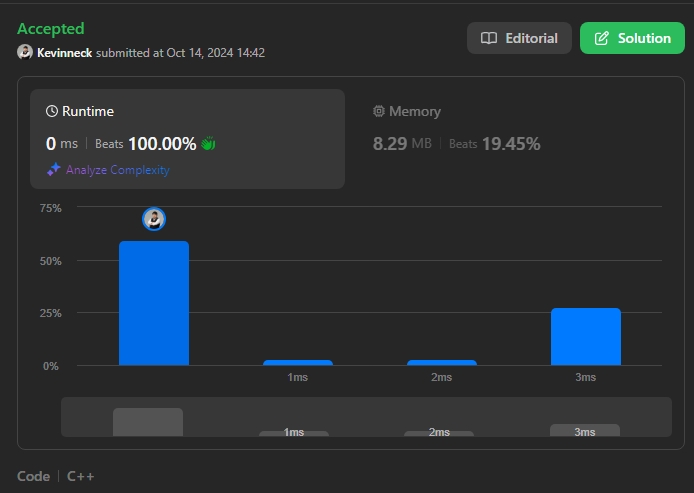 Accepted
Editorial
Solution
Kevinneck submitted at Oct 14, 2024 14:42
Runtime
Memory
0 ms | Beats 100.00%
8.29 MB | Beats 19.45%
Analyze Complexity
75%
50%
25%
0%
1ms 2ms 3ms
1ms 2ms 3ms
Code | C++